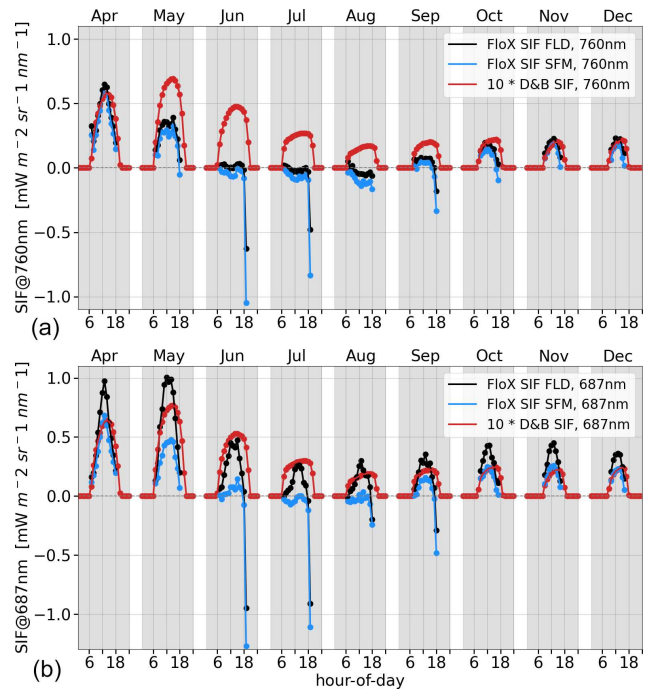 Apr May Jun Jul Aug Sep Oct Nov Dec
FloX SIF FLD, 760nm
FloX SIF SFM, 760nm
10 * D&B SIF, 760nm
SIF@760nm [mW m−2 sr−1 nm−1]
1.0
0.5
0.0
−0.5
−1.0
6 18 6 18 6 18 6 18 6 18 6 18 6 18 6 18 6 18
(a)
Apr May Jun Jul Aug Sep Oct Nov Dec
FloX SIF FLD, 687nm
FloX SIF SFM, 687nm
10 * D&B SIF, 687nm
SIF@687nm [mW m−2 sr−1 nm−1]
1.0
0.5
0.0
−0.5
−1.0
6 18 6 18 6 18 6 18 6 18 6 18 6 18 6 18 6 18
(b)
hour-of-day